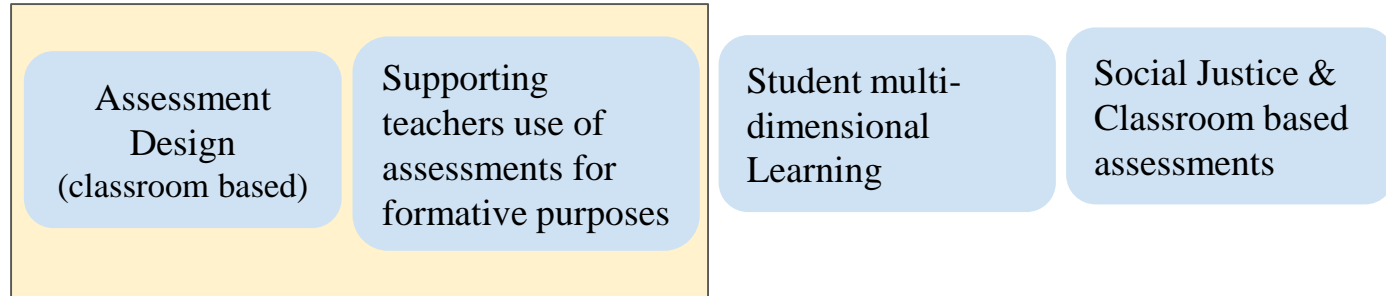 Assessment
Design
(classroom based)
Supporting
teachers use of
assessments for
formative purposes
Student multi-
dimensional
Learning
Social Justice &
Classroom based
assessments